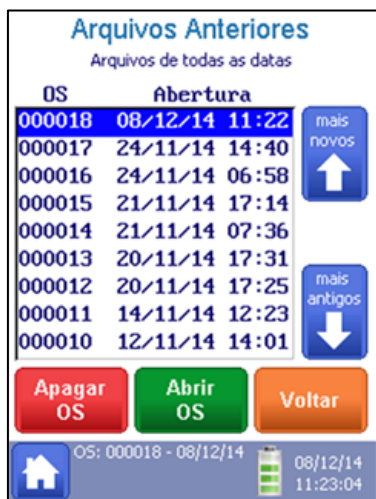 Arquivos Anteriores
Arquivos de todas as datas
OS Abertura
000018 08/12/14 11:22
000017 24/11/14 14:40
000016 24/11/14 06:58
000015 21/11/14 17:14
000014 21/11/14 07:36
000013 20/11/14 17:31
000012 20/11/14 17:25
000011 14/11/14 12:23
000010 12/11/14 14:01
mais
novos
mais
antigos
Apagar
OS
Abrir
OS
Voltar
OS: 000018 - 08/12/14
08/12/14
11:23:04